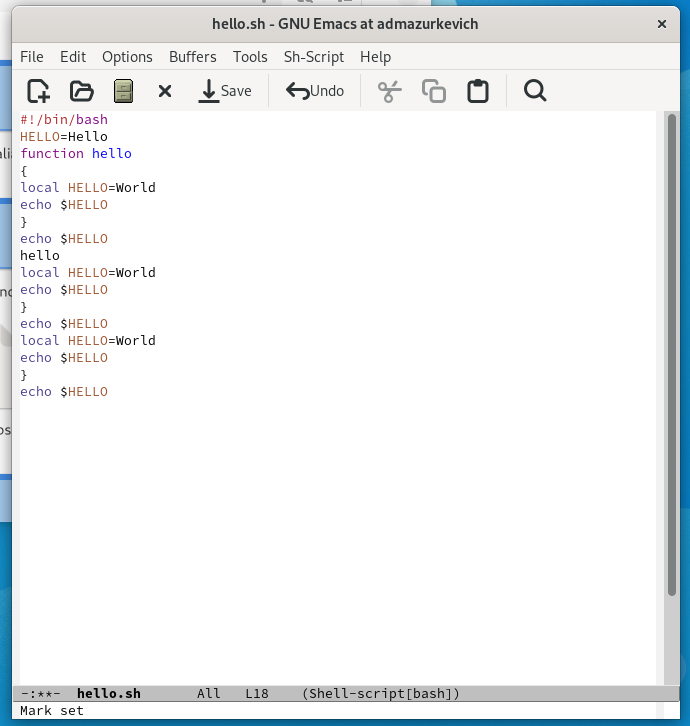 hello.sh - GNU Emacs at admazurkevich
File Edit Options Buffers Tools Sh-Script Help
Save Undo
#!/bin/bash
HELLO=Hello
function hello
{
local HELLO=World
echo $HELLO
}
echo $HELLO
hello
local HELLO=World
echo $HELLO
}
echo $HELLO
local HELLO=World
echo $HELLO
}
echo $HELLO
-:**- hello.sh All L18 (Shell-script[bash])
Mark set